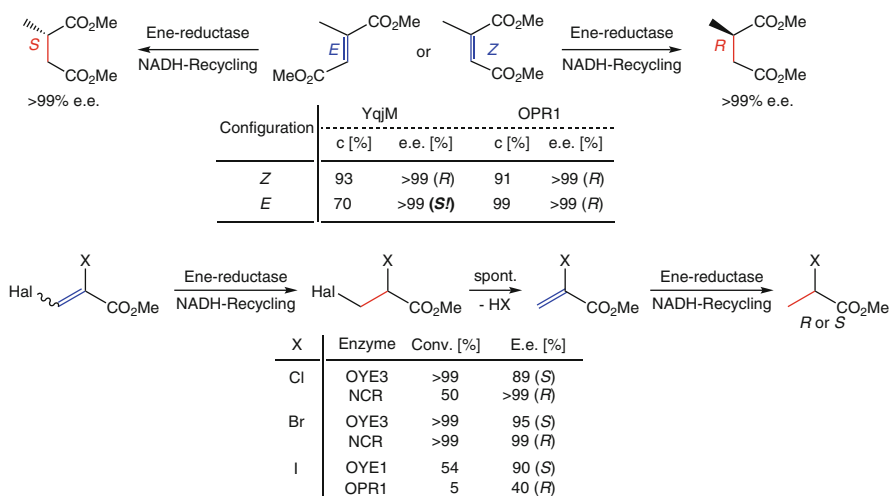 CO2Me
S
CO2Me
>99% e.e.
Ene-reductase
NADH-Recycling
CO2Me
E
MeO2C
or
CO2Me
Z
CO2Me
Ene-reductase
NADH-Recycling
CO2Me
R
CO2Me
>99% e.e.
Configuration YqjM OPR1
c [%] e.e. [%] c [%] e.e. [%]
Z 93 >99 (R) 91 >99 (R)
E 70 >99 (S!) 99 >99 (R)
Hal X CO2Me
Ene-reductase
NADH-Recycling
Hal X CO2Me
spont.
- HX
X CO2Me
Ene-reductase
NADH-Recycling
X CO2Me
R or S
X Enzyme Conv. [%] E.e. [%]
Cl OYE3 >99 89 (S)
NCR 50 >99 (R)
Br OYE3 >99 95 (S)
NCR >99 99 (R)
I OYE1 54 90 (S)
OPR1 5 40 (R)